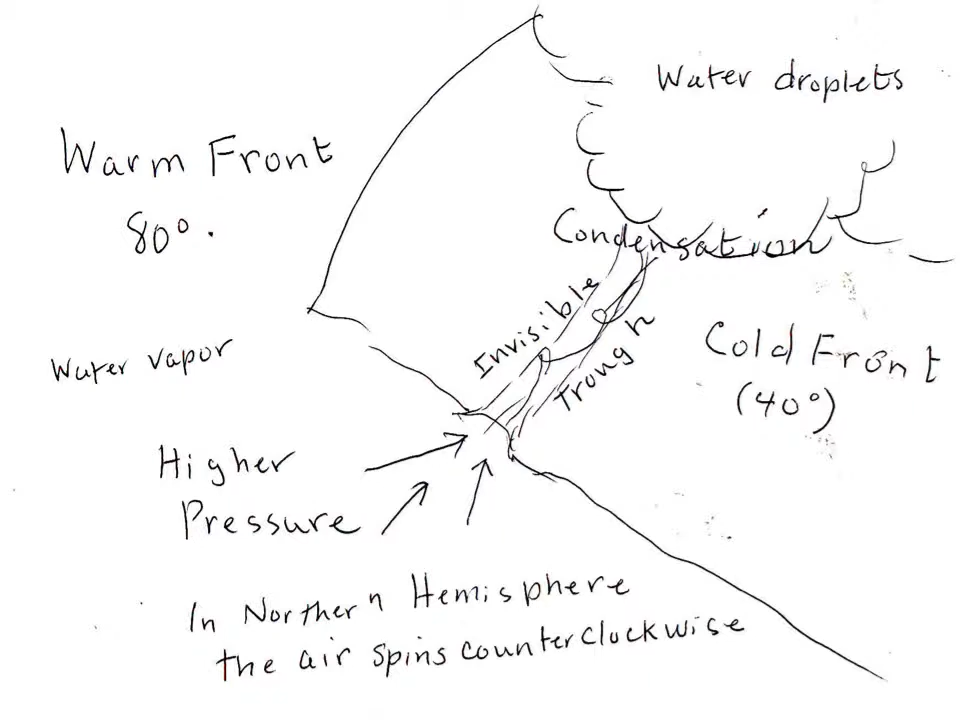 Water droplets
Warm Front
80°.
Condensation
Invisible
Trough
Water vapor
Cold Front
(40°)
Higher
Pressure
In Northern Hemisphere
the air spins counterclockwise